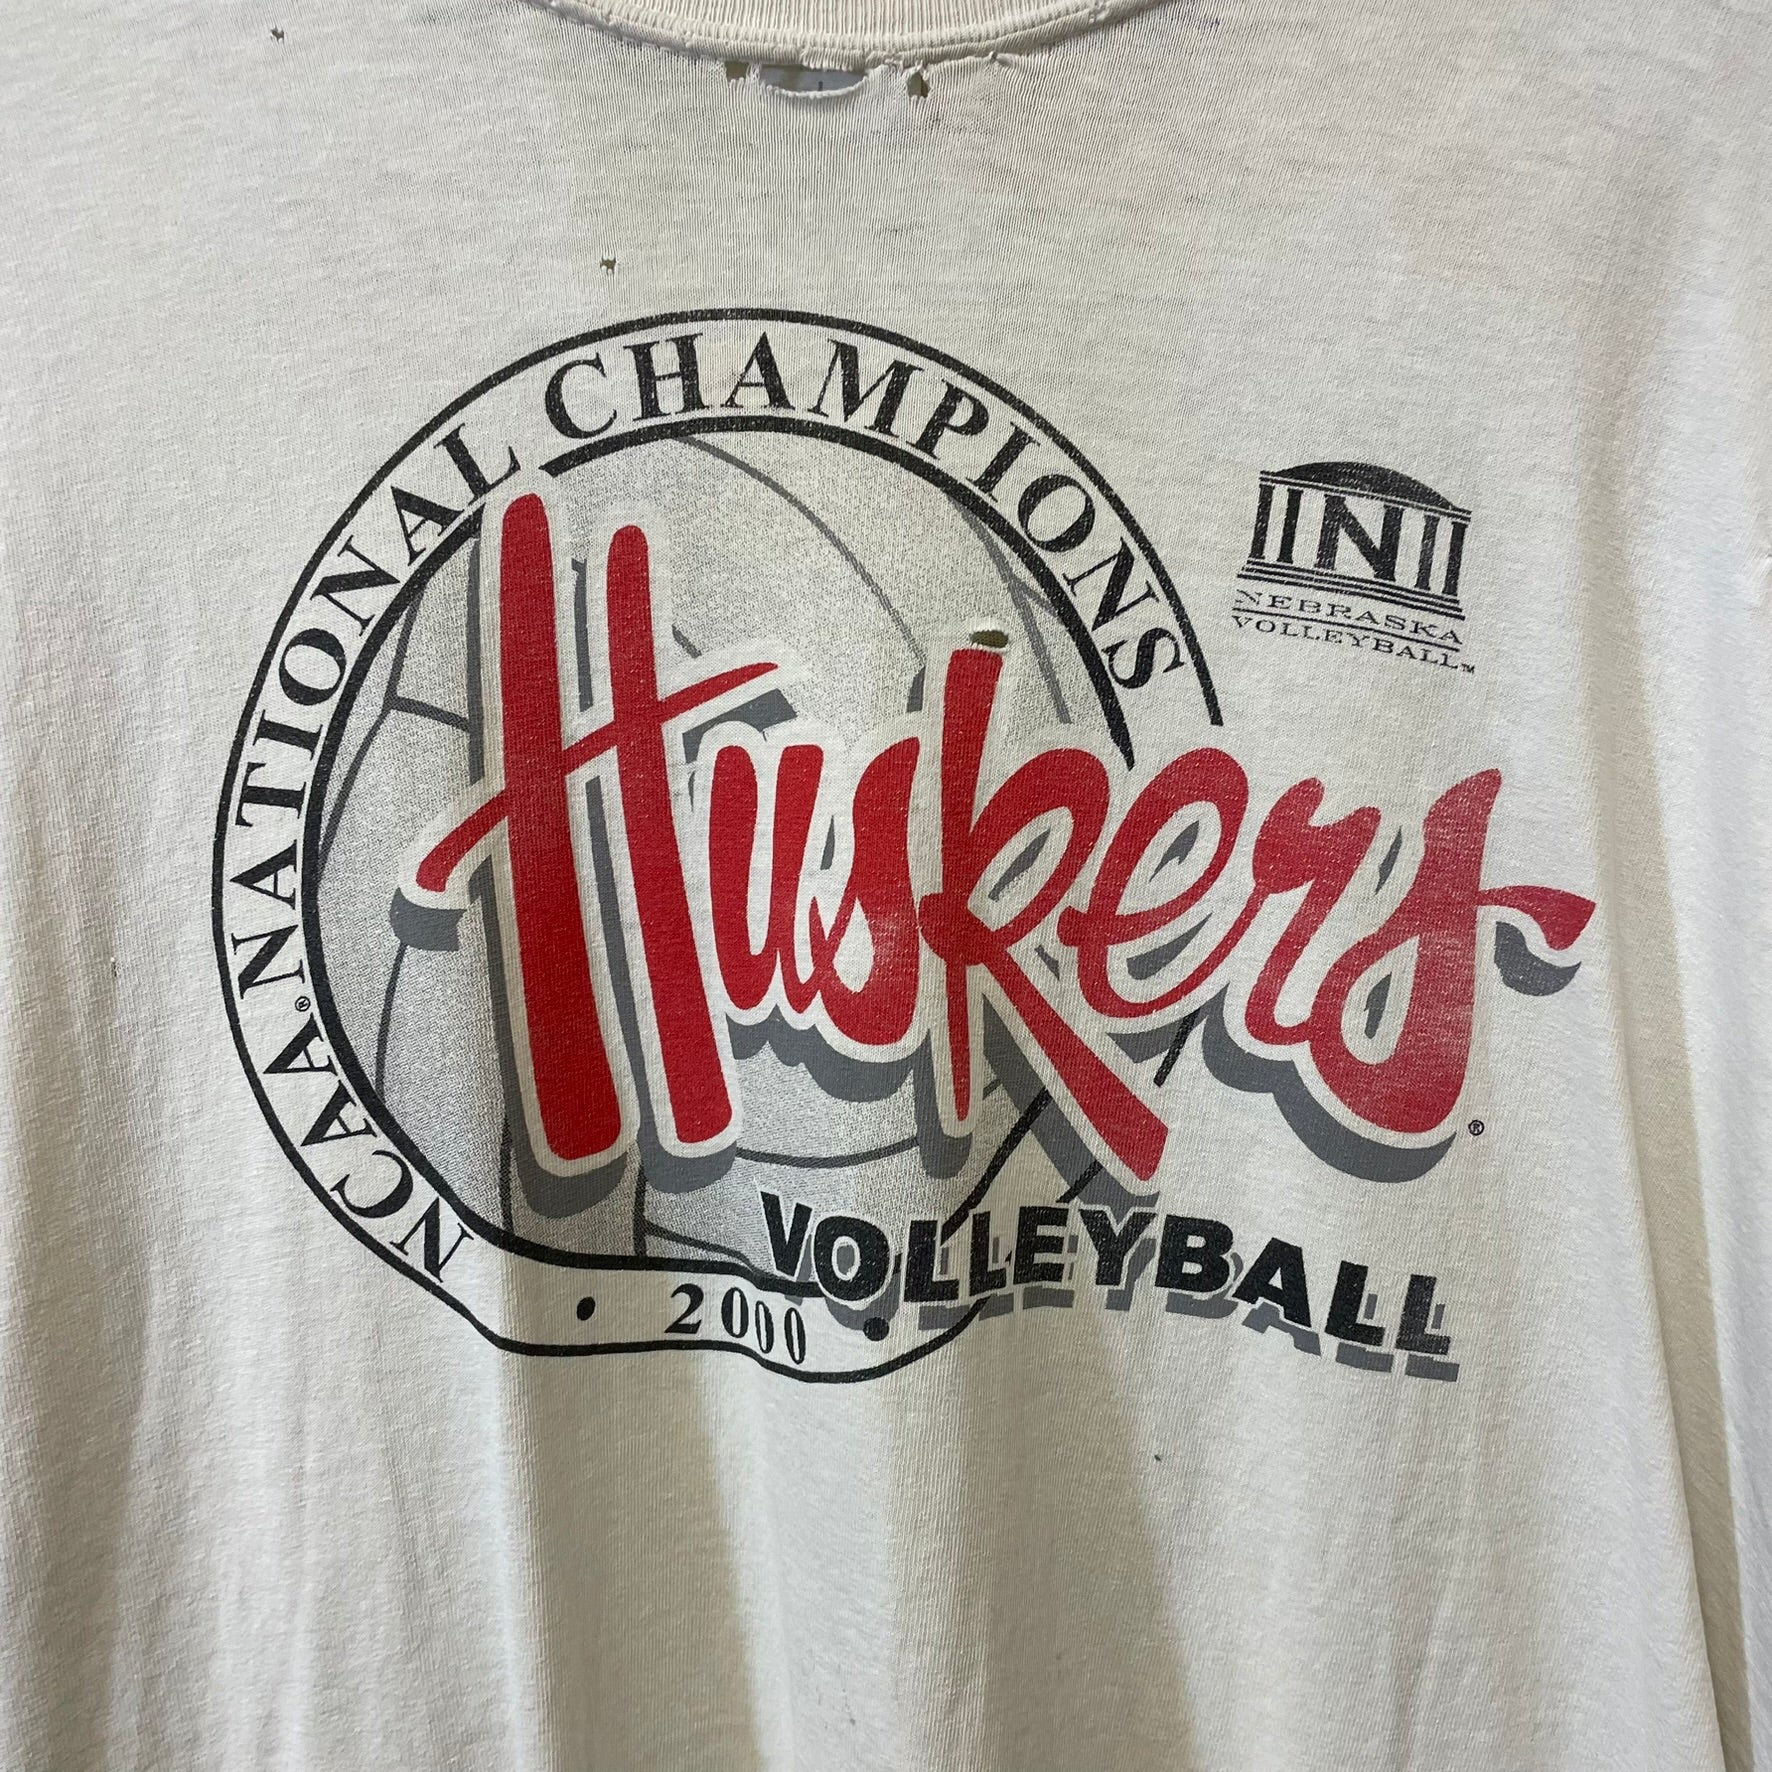 NCAA® NATIONAL CHAMPIONS
N
NEBRASKA
VOLLEYBALL™
Huskers®
VOLLEYBALL
• 2000 •